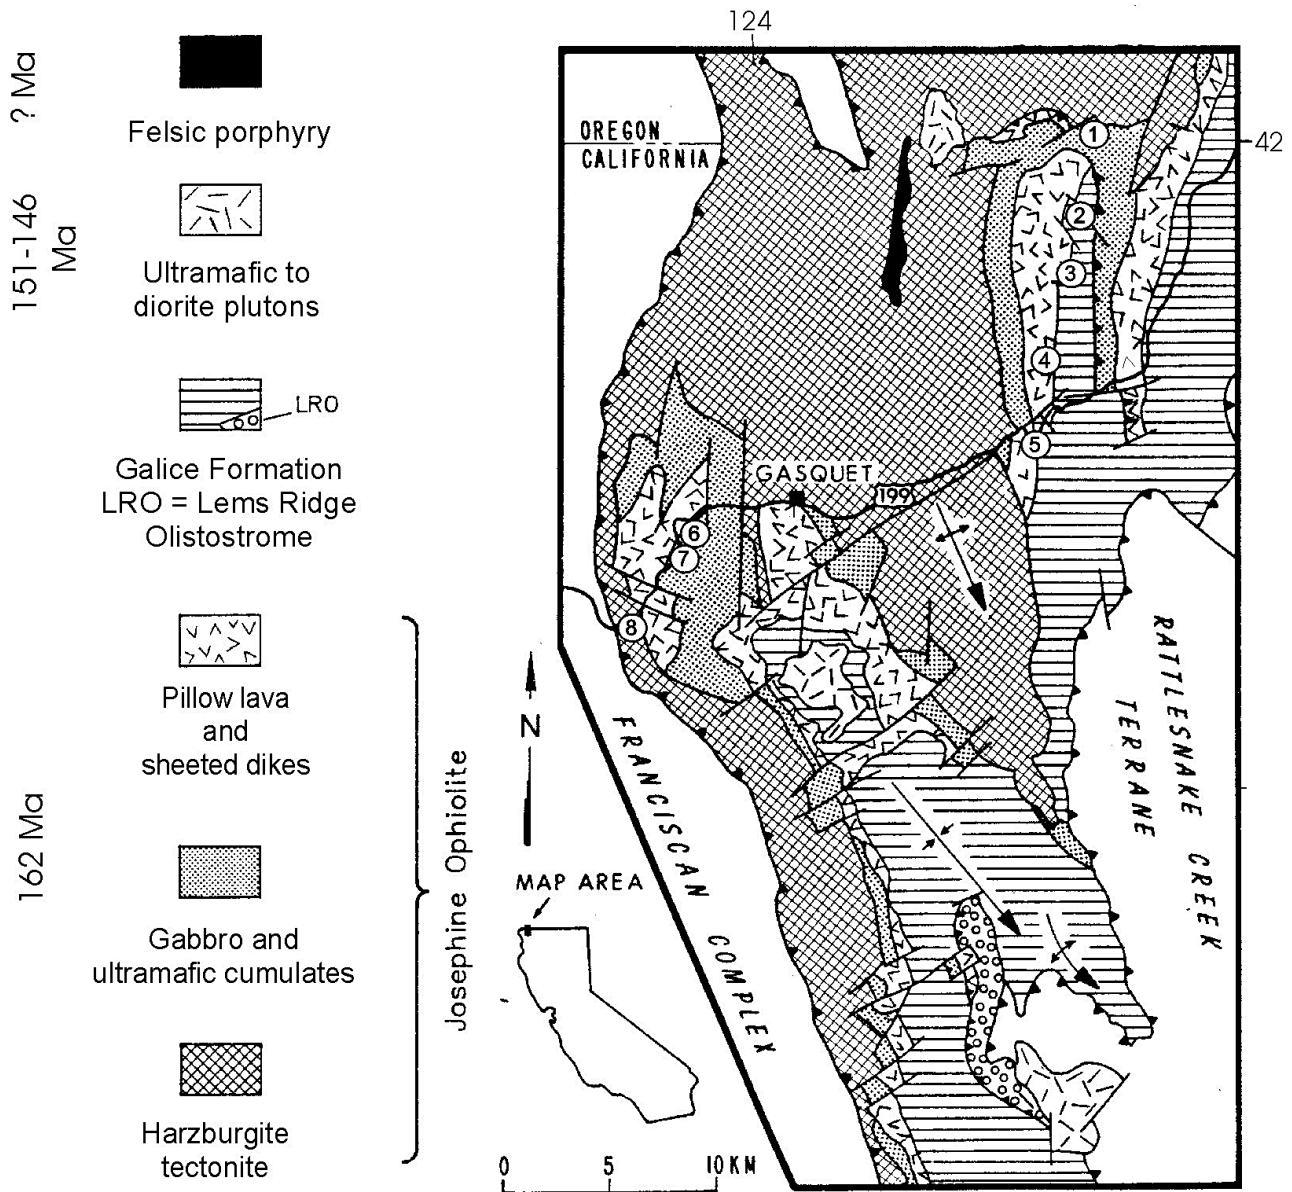 124
? Ma
Felsic porphyry
OREGON
CALIFORNIA
42
1
151-146
Ma
Ultramafic to
diorite plutons
2
3
LRO
4
Galice Formation
LRO = Lems Ridge
Olistostrome
5
GASQUET
199
6
7
8
Pillow lava
and
sheeted dikes
RATTLESNAKE CREEK
TERRANE
N
FRANCISCAN COMPLEX
162 Ma
Josephine Ophiolite
MAP AREA
Gabbro and
ultramafic cumulates
Harzburgite
tectonite
0 5 10 KM